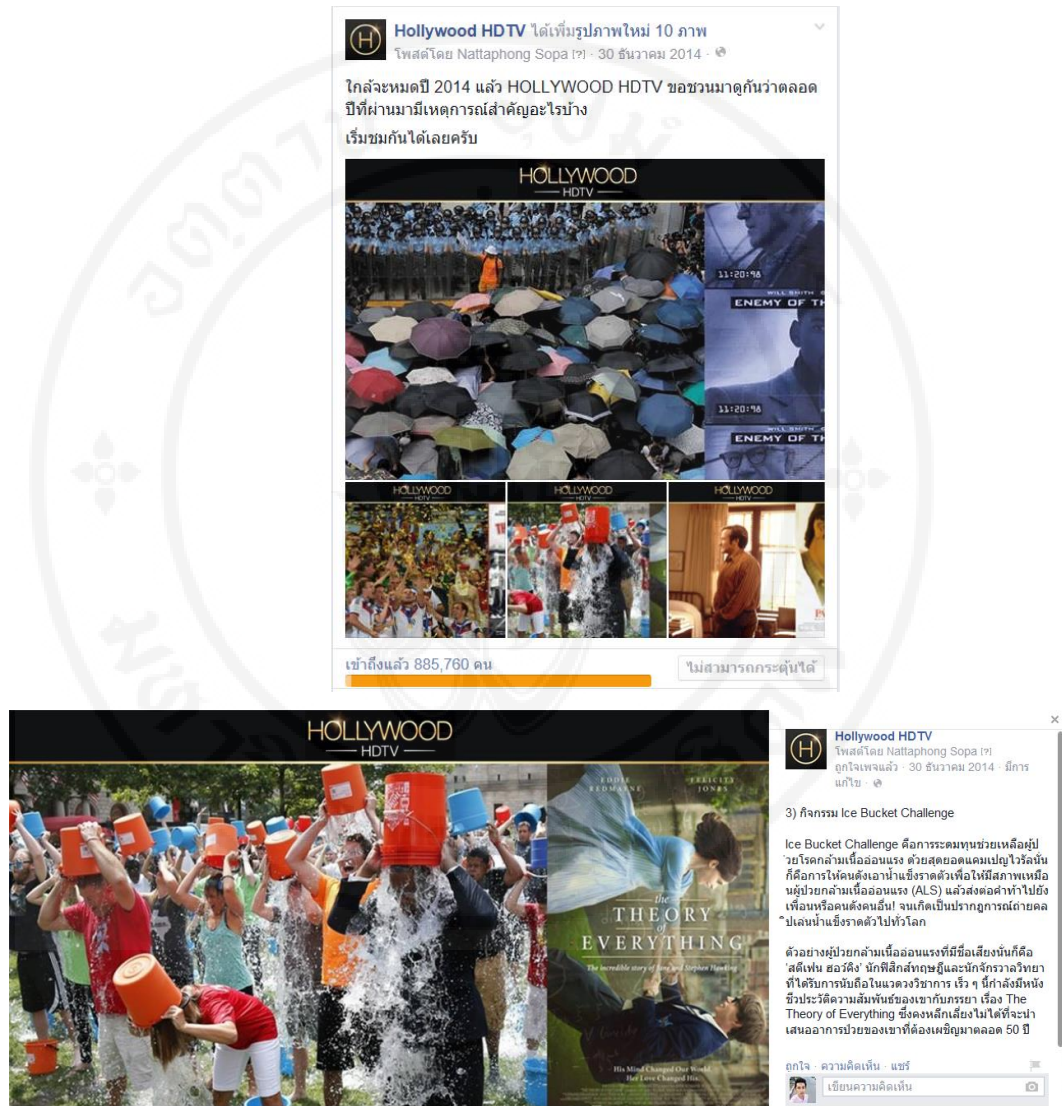 Hollywood HDTV ได้เพิ่มรูปภาพใหม่ 10 ภาพ
โพสต์โดย Nattaphong Sopa [?] · 30 ธันวาคม 2014 ·
ใกล้จะหมดปี 2014 แล้ว HOLLYWOOD HDTV ขอชวนมาดูกันว่าตลอด
ปีที่ผ่านมามีเหตุการณ์สำคัญอะไรบ้าง
เริ่มชมกันได้เลยครับ
HOLLYWOOD
HDTV
11:20:98
WILL SMITH
ENEMY OF TH
11:20:98
WILL SMITH
ENEMY OF TH
HOLLYWOOD
HDTV
HOLLYWOOD
HDTV
HOLLYWOOD
HDTV
เข้าถึงแล้ว 885,760 คน
ไม่สามารถกระตุ้นได้
HOLLYWOOD
HDTV
EDDIE REDMAYNE
FELICITY JONES
the
THEORY
of
EVERYTHING
The incredible story of Jane and Stephen Hawking
His Mind Changed Our World.
Her Love Changed His.
Hollywood HDTV
โพสต์โดย Nattaphong Sopa [?]
ถูกใจเพจแล้ว · 30 ธันวาคม 2014 · มีการ
แก้ไข ·
3) กิจกรรม Ice Bucket Challenge
Ice Bucket Challenge คือการระดมทุนช่วยเหลือผู้ป
่วยโรคกล้ามเนื้ออ่อนแรง ด้วยสุดยอดแคมเปญไวรัลนั่น
ก็คือการให้คนดังเอาน้ำแข็งราดตัวเพื่อให้มีสภาพเหมือ
นผู้ป่วยกล้ามเนื้ออ่อนแรง (ALS) แล้วส่งต่อคำท้าไปยัง
เพื่อนหรือคนดังคนอื่น! จนเกิดเป็นปรากฎการณ์ถ่ายคล
ิปเล่นน้ำแข็งราดตัวไปทั่วโลก
ตัวอย่างผู้ป่วยกล้ามเนื้ออ่อนแรงที่มีชื่อเสียงนั่นก็คือ
'สตีเฟ่น ฮอว์คิง' นักฟิสิกส์ทฤษฎีและนักจักรวาลวิทยา
ที่ได้รับการนับถือในแวดวงวิชาการ เร็ว ๆ นี้กำลังมีหนัง
ชีวประวัติความสัมพันธ์ของเขากับภรรยา เรื่อง The
Theory of Everything ซึ่งคงหลีกเลี่ยงไม่ได้ที่จะนำ
เสนออาการป่วยของเขาที่ต้องเผชิญมาตลอด 50 ปี
ถูกใจ · ความคิดเห็น · แชร์
เขียนความคิดเห็น